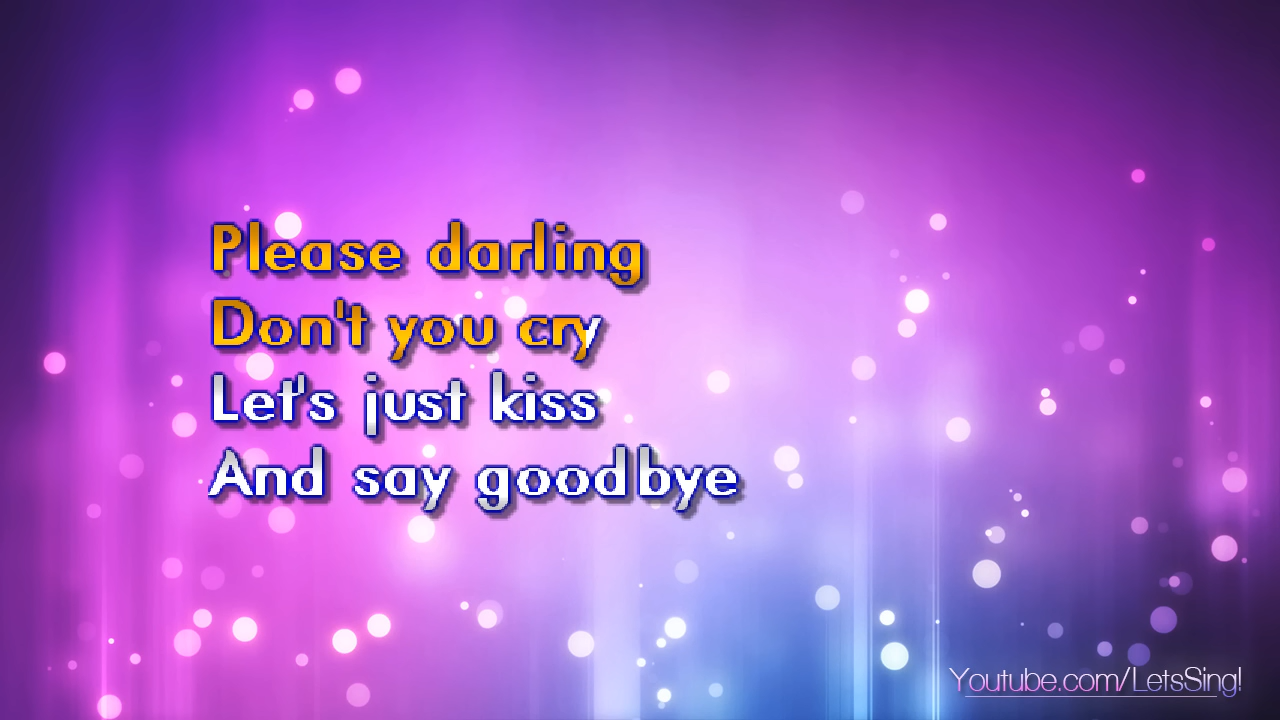 Please darling
Don't you cry
Let's just kiss
And say goodbye
Youtube.com/LetsSing!